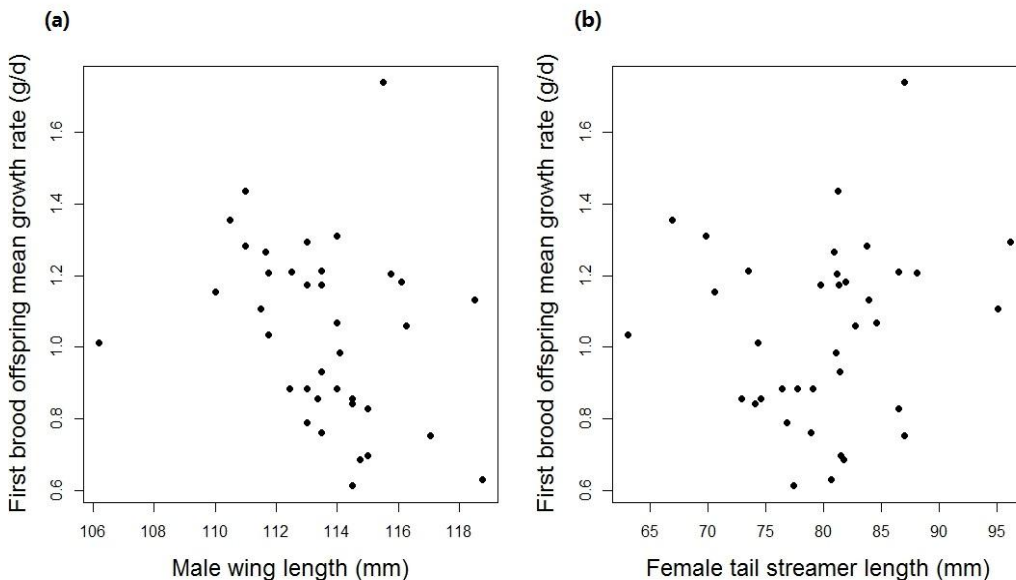 (a)
First brood offspring mean growth rate (g/d)
1.6
1.4
1.2
1.0
0.8
0.6
106 108 110 112 114 116 118
Male wing length (mm)
(b)
First brood offspring mean growth rate (g/d)
1.6
1.4
1.2
1.0
0.8
0.6
65 70 75 80 85 90 95
Female tail streamer length (mm)